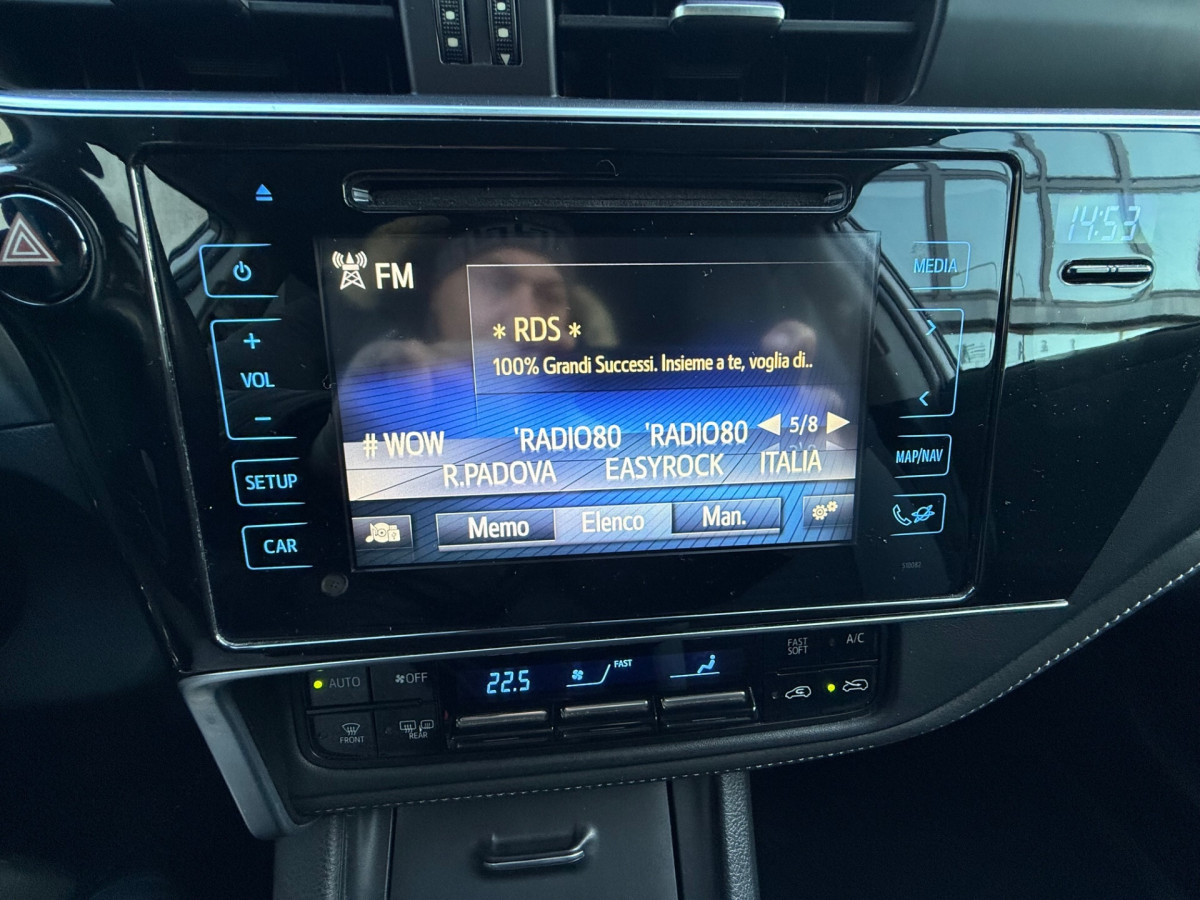 14:53
MEDIA
FM
* RDS *
100% Grandi Successi. Insieme a te, voglia di..
+
VOL
−
# WOW 'RADIO80 'RADIO80 5/8
R.PADOVA EASYROCK ITALIA
MAP/NAV
SETUP
Memo Elenco Man.
CAR
510082
AUTO OFF 22.5 FAST FAST SOFT A/C
FRONT REAR